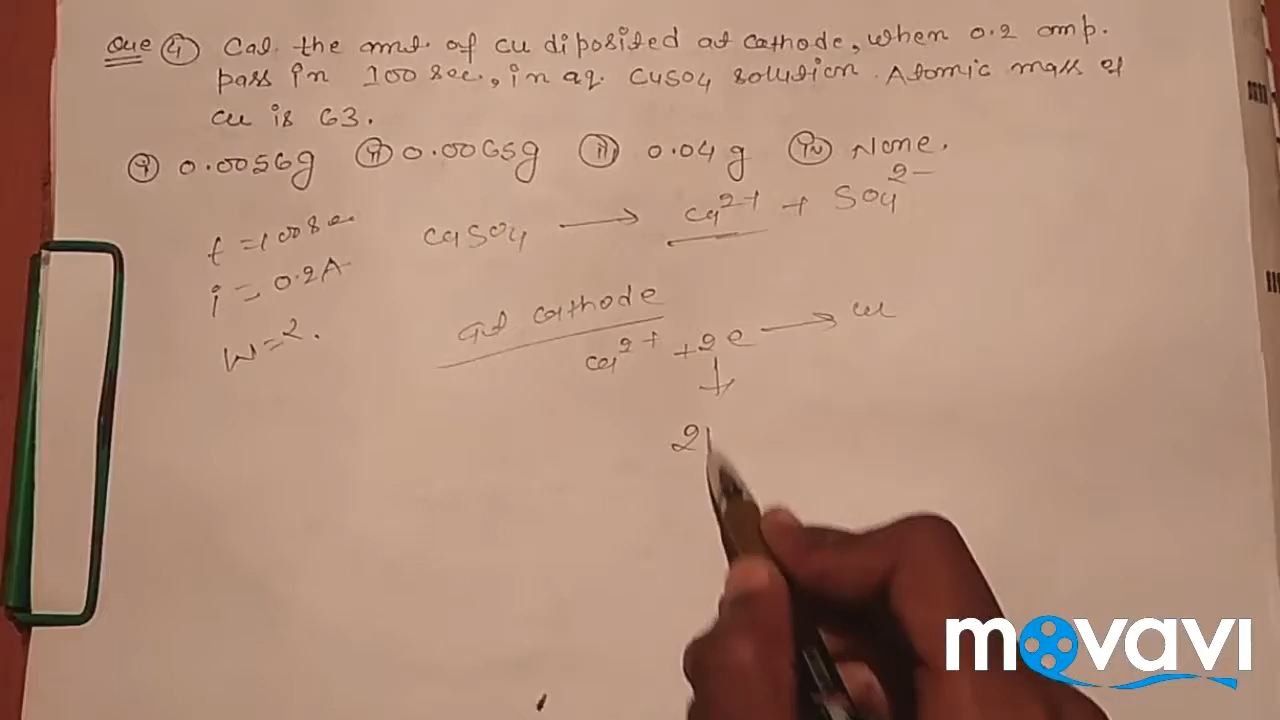 Que ④ Cal. the amt. of Cu diposited at Cathode, when 0.2 amp.
pass in 100 sec., in aq. CuSO4 solution. Atomic mass of
Cu is 63.
(i) 0.0056g (ii) 0.0065g (iii) 0.04 g (iv) None.
CuSO4 → Cu2+ + SO4 2−
t = 100 sec
i = 0.2A
W = ?.
at cathode
Cu2+ + 2e → Cu
2
movavi